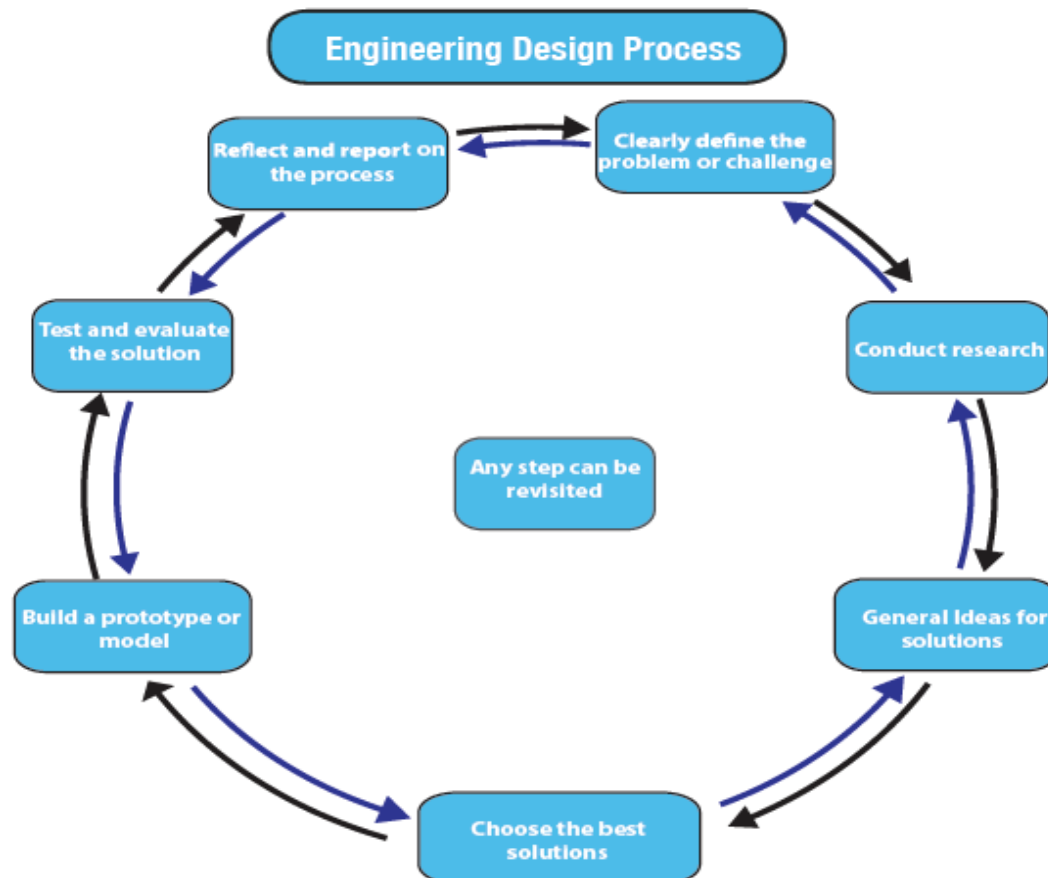 Engineering Design Process
Clearly define the
problem or challenge
Conduct research
General Ideas for
solutions
Choose the best
solutions
Build a prototype or
model
Test and evaluate
the solution
Reflect and report on
the process
Any step can be
revisited